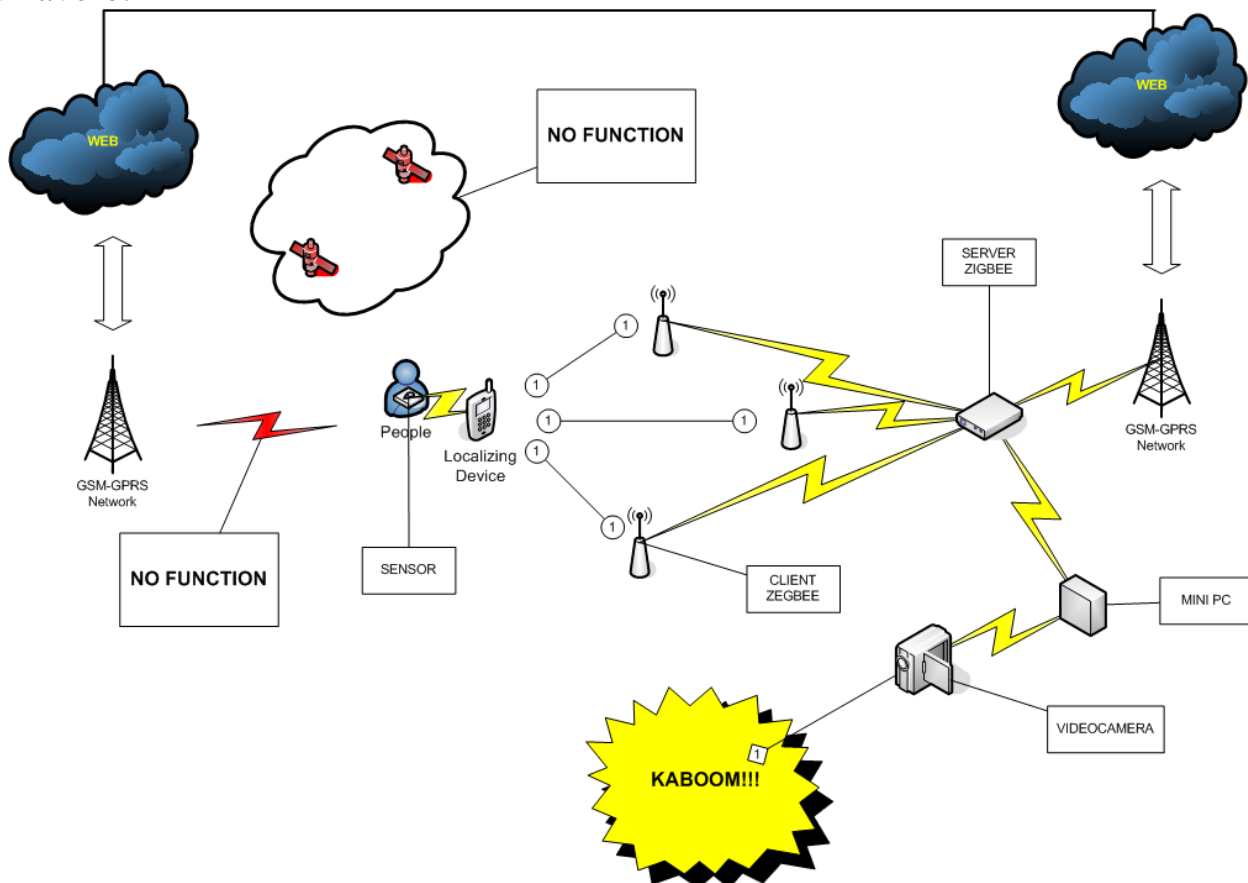 WEB
WEB
NO FUNCTION
SERVER
ZIGBEE
1
1
1
1
1
1
People
Localizing
Device
GSM-GPRS
Network
GSM-GPRS
Network
NO FUNCTION
SENSOR
CLIENT
ZEGBEE
MINI PC
VIDEOCAMERA
1
KABOOM!!!